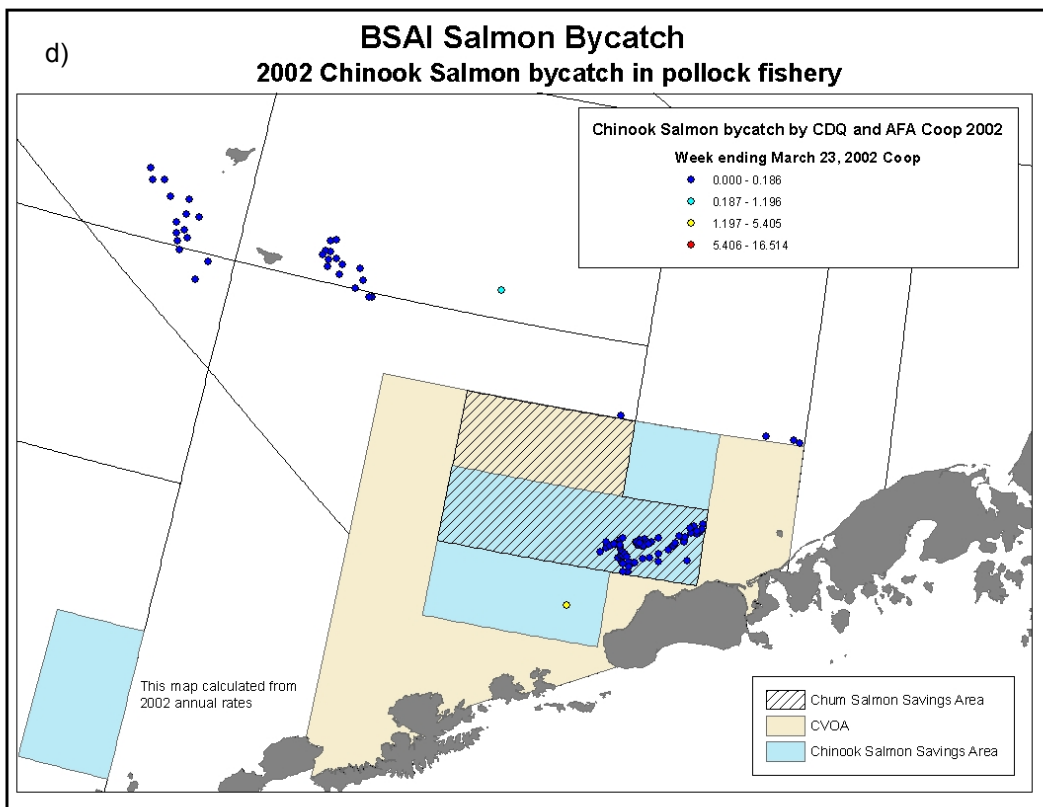 d)
BSAI Salmon Bycatch
2002 Chinook Salmon bycatch in pollock fishery
Chinook Salmon bycatch by CDQ and AFA Coop 2002
Week ending March 23, 2002 Coop
0.000 - 0.186
0.187 - 1.196
1.197 - 5.405
5.406 - 16.514
This map calculated from
2002 annual rates
Chum Salmon Savings Area
CVOA
Chinook Salmon Savings Area